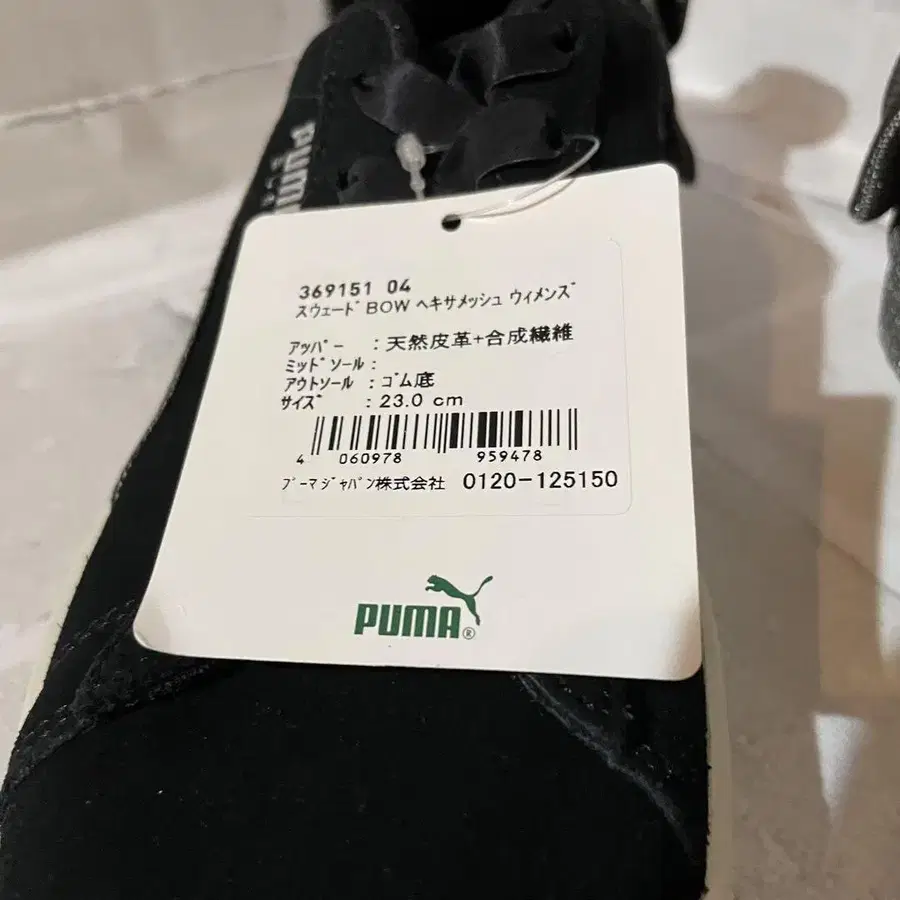 PUMA
369151 04
スウェード BOW ヘキサメッシュ ウィメンズ
アッパー : 天然皮革+合成繊維
ミッドソール :
アウトソール : ゴム底
サイズ : 23.0 cm
4 060978 959478
プーマジャパン株式会社 0120-125150
PUMA®